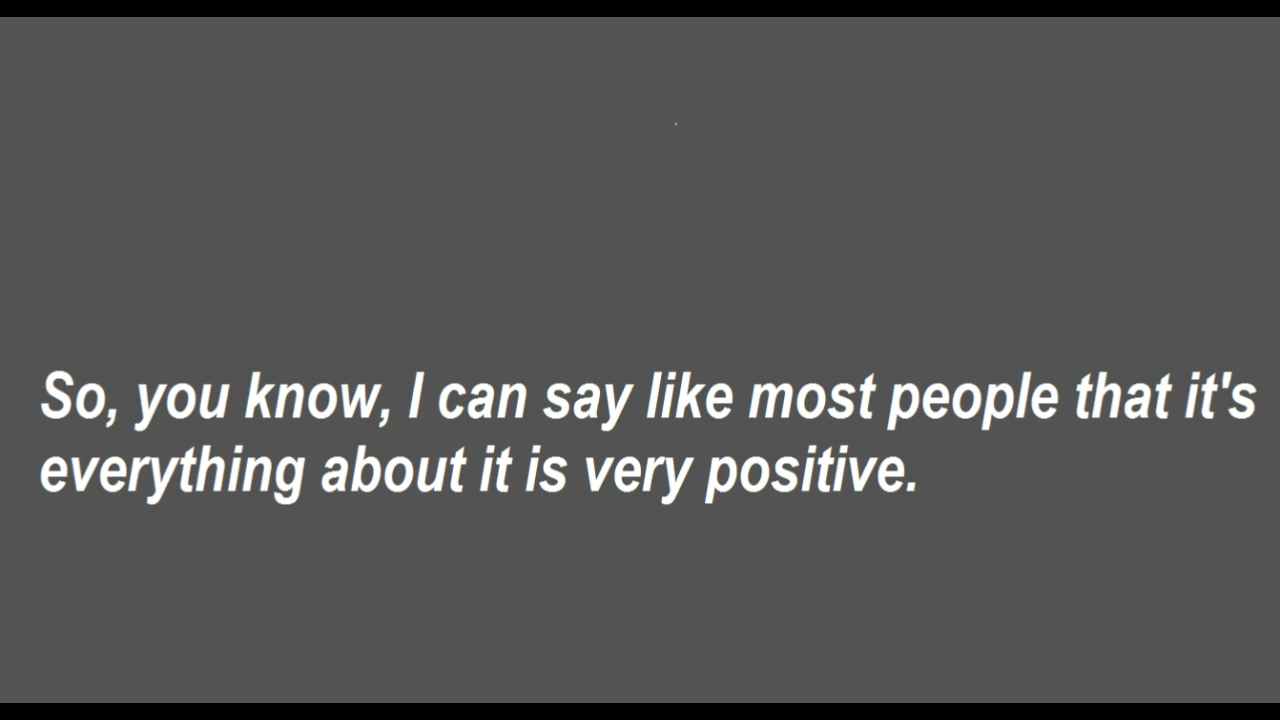 So, you know, I can say like most people that it's
everything about it is very positive.